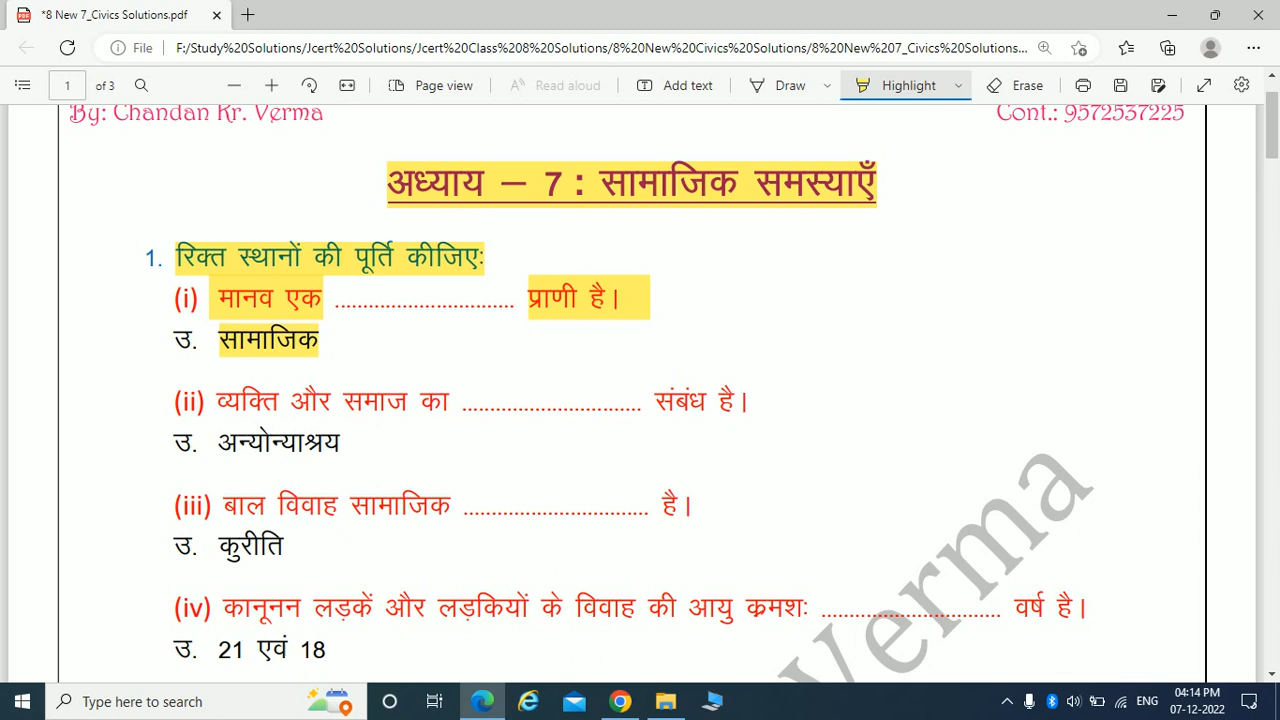 *8 New 7_Civics Solutions.pdf
File F:/Study%20Solutions/Jcert%20Solutions/Jcert%20Class%208%20Solutions/8%20New%20Civics%20Solutions/8%20New%207_Civics%20Solutions...
1 of 3 Page view Read aloud Add text Draw Highlight Erase
By: Chandan Kr. Verma Cont.: 9572537225
अध्याय – 7 : सामाजिक समस्याएँ
1. रिक्त स्थानों की पूर्ति कीजिए:
(i) मानव एक ................................ प्राणी है।
उ. सामाजिक
(ii) व्यक्ति और समाज का ................................ संबंध है।
उ. अन्योन्याश्रय
(iii) बाल विवाह सामाजिक ................................. है।
उ. कुरीति
(iv) कानूनन लड़कें और लड़कियों के विवाह की आयु क्रमश: ................................ वर्ष है।
उ. 21 एवं 18
Verma
Type here to search
ENG
04:14 PM
07-12-2022